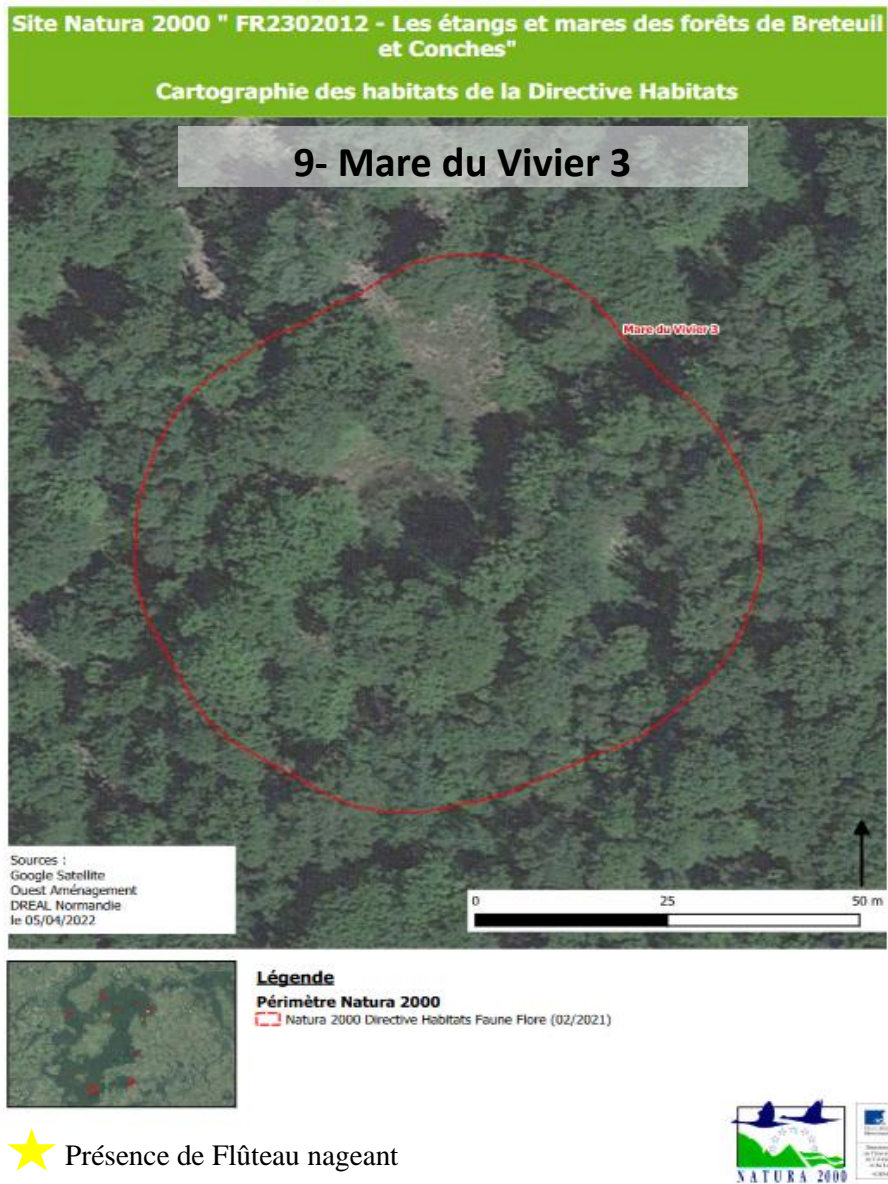 Site Natura 2000 " FR2302012 - Les étangs et mares des forêts de Breteuil
et Conches"
Cartographie des habitats de la Directive Habitats
9- Mare du Vivier 3
Mare du Vivier 3
Sources :
Google Satellite
Ouest Aménagement
DREAL Normandie
le 05/04/2022
0 25 50 m
Légende
Périmètre Natura 2000
Natura 2000 Directive Habitats Faune Flore (02/2021)
Présence de Flûteau nageant
NATURA 2000